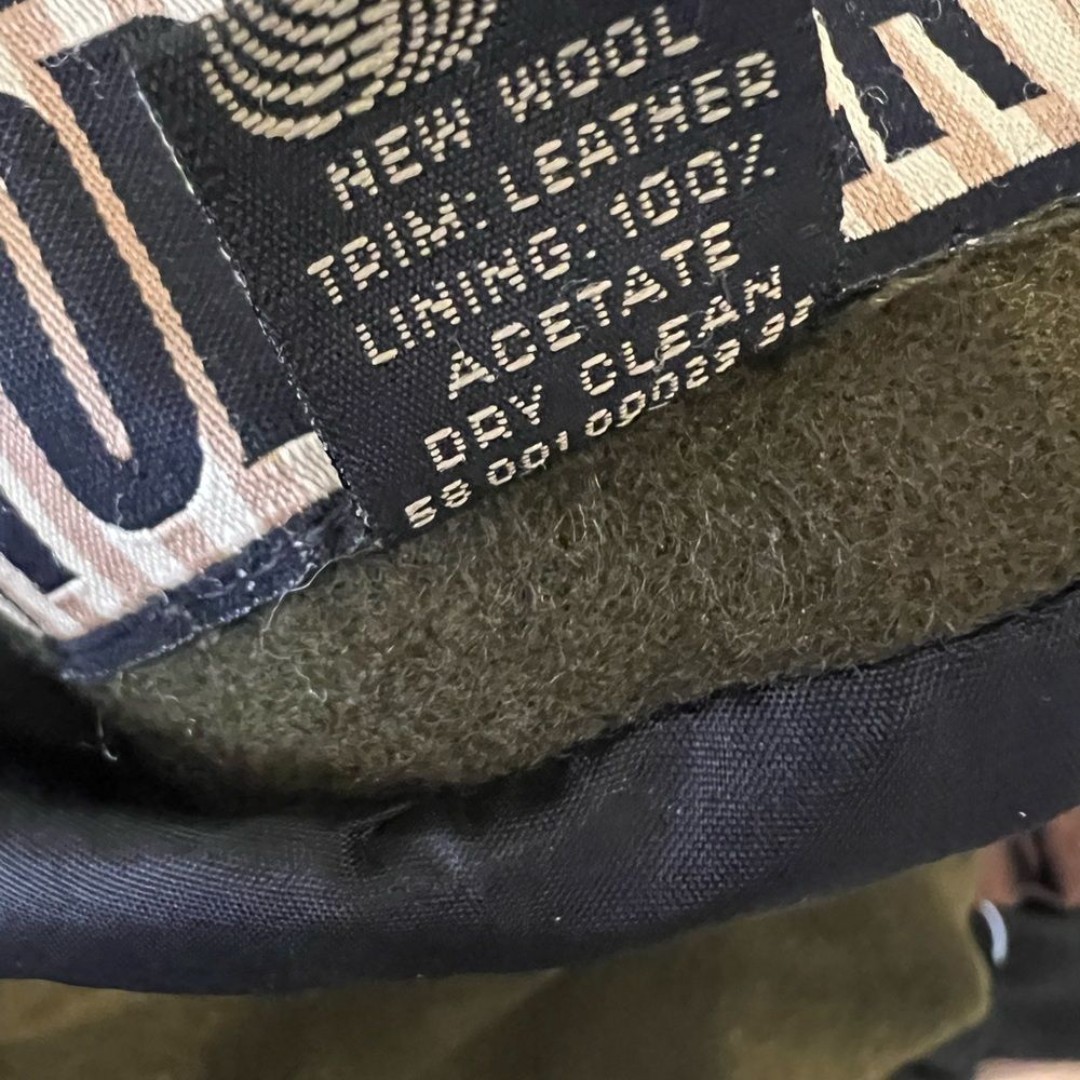 NEW WOOL
TRIM: LEATHER
LINING: 100%
ACETATE
DRY CLEAN